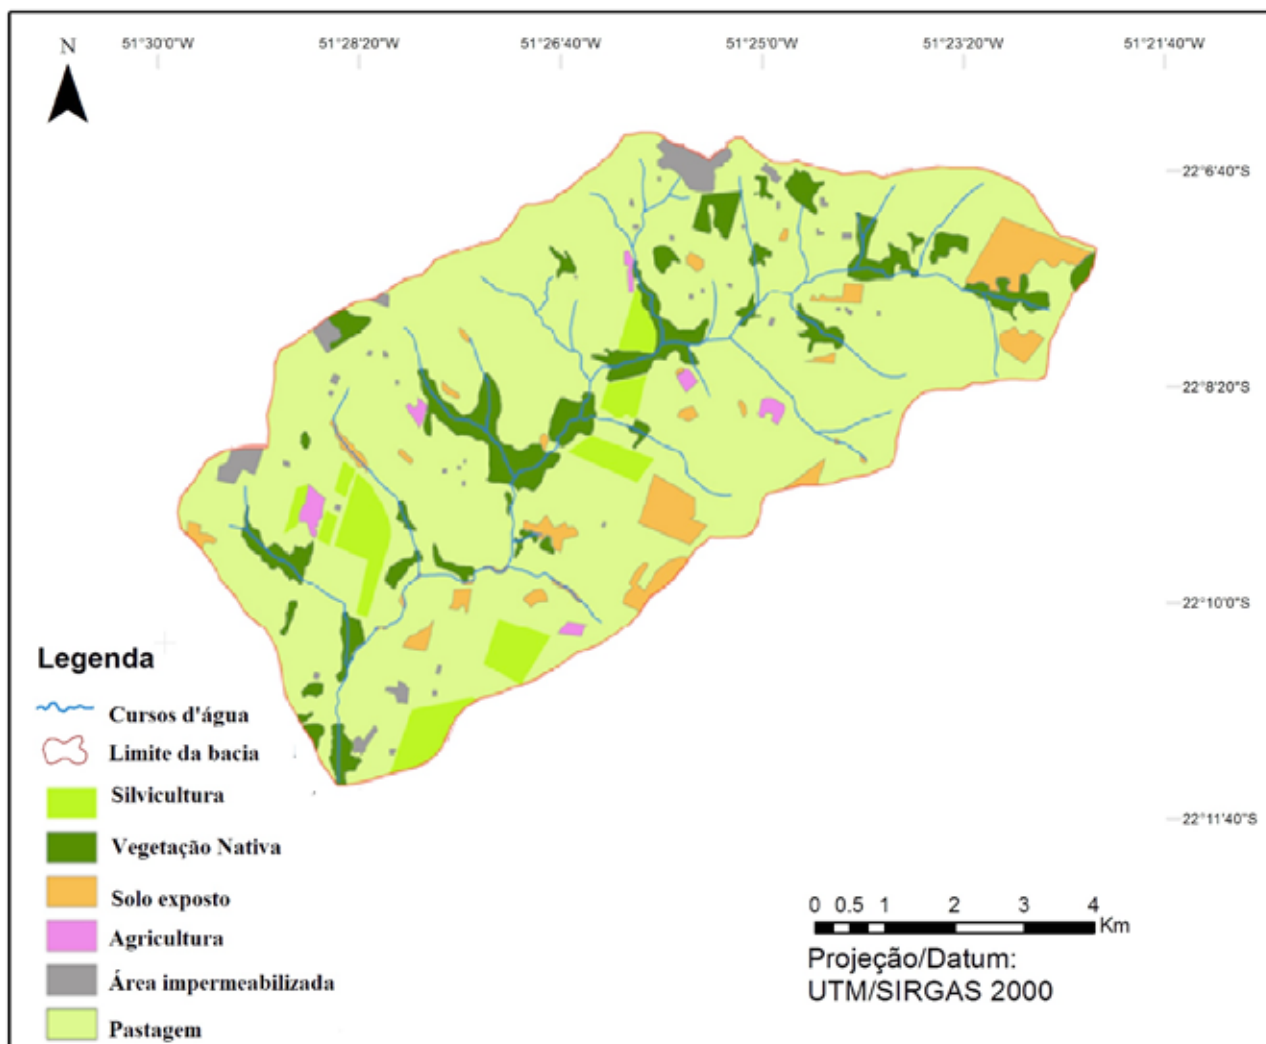 N
51°30'0"W 51°28'20"W 51°26'40"W 51°25'0"W 51°23'20"W 51°21'40"W
22°6'40"S
22°8'20"S
22°10'0"S
22°11'40"S
Legenda
Cursos d'água
Limite da bacia
Silvicultura
Vegetação Nativa
Solo exposto
Agricultura
Área impermeabilizada
Pastagem
0 0.5 1 2 3 4
Km
Projeção/Datum:
UTM/SIRGAS 2000